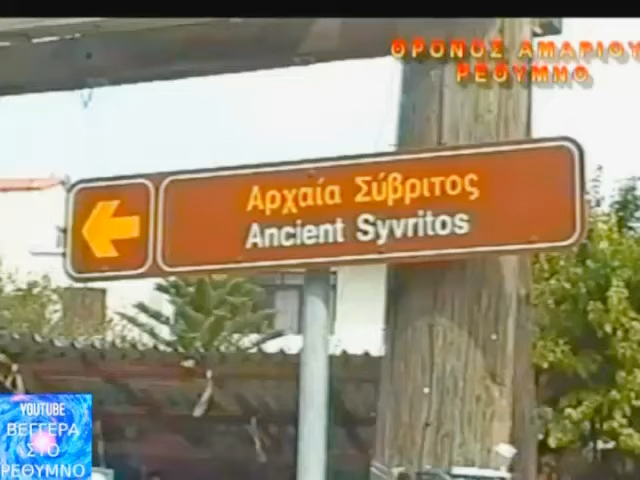 ΘΡΟΝΟΣ ΑΜΑΡΙΟΥ
ΡΕΘΥΜΝΟ
Αρχαία Σύβριτος
Ancient Syvritos
YOUTUBE
ΒΕΓΓΕΡΑ
ΣΤΟ
ΡΕΘΥΜΝΟ